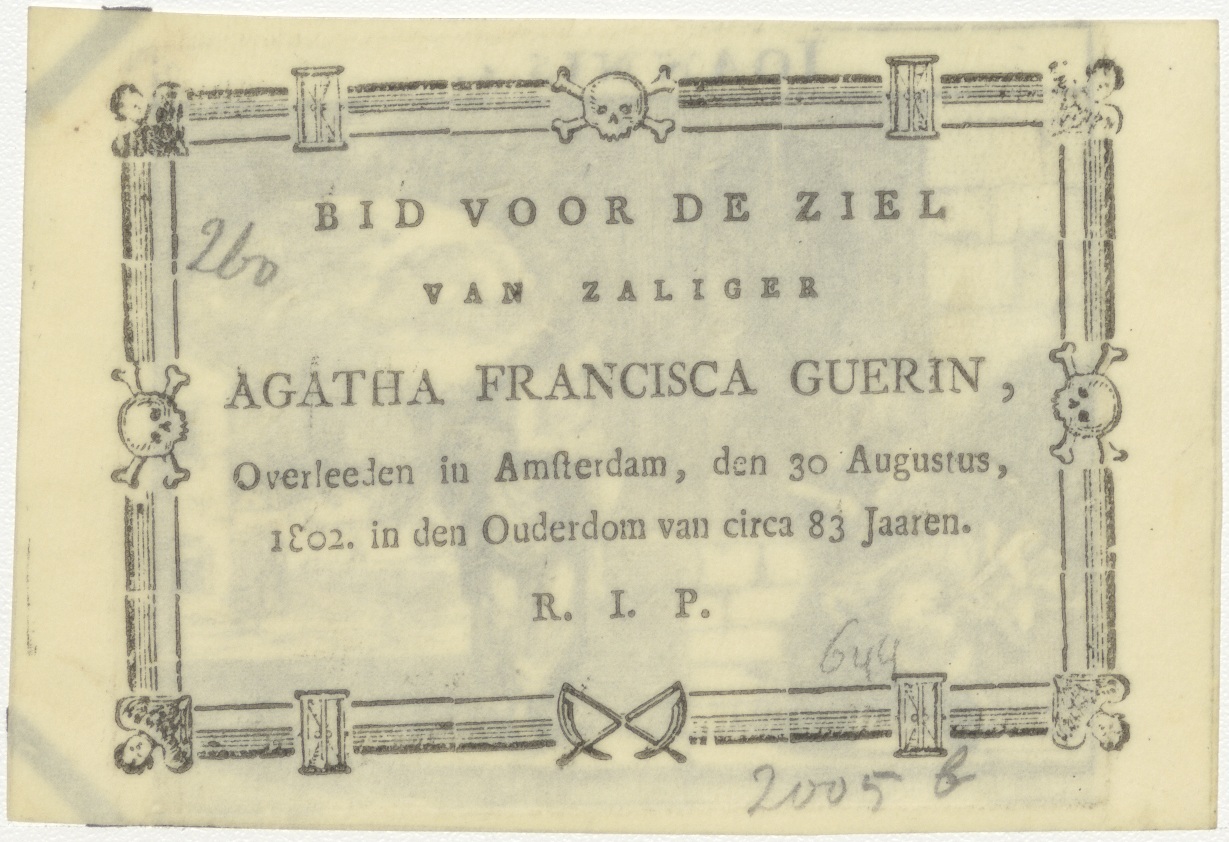 BID VOOR DE ZIEL
260
VAN ZALIGER
AGATHA FRANCISCA GUERIN,
Overleeden in Amſterdam, den 30 Augustus,
1802. in den Ouderdom van circa 83 Jaaren.
R. I. P.
644
2005 b